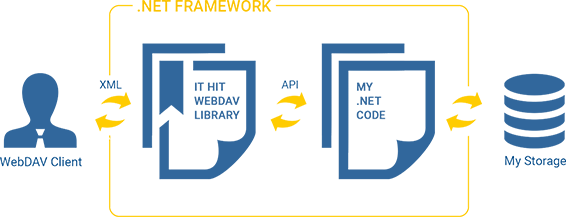 .NET FRAMEWORK
XML
IT HIT
WEBDAV
LIBRARY
API
MY
.NET
CODE
WebDAV Client
My Storage